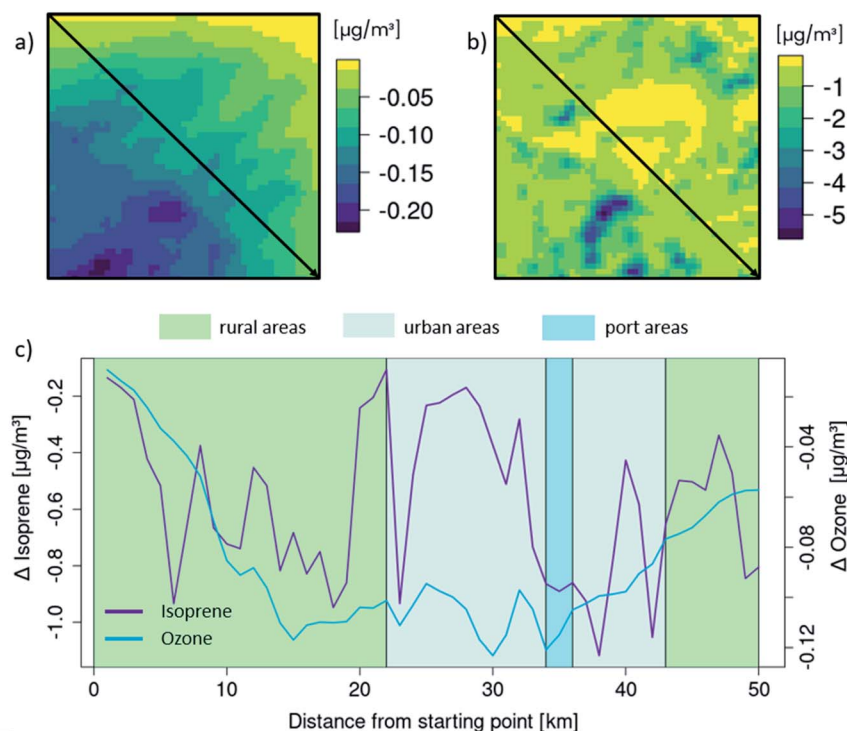 a)
[µg/m³]
-0.05
-0.10
-0.15
-0.20
b)
[µg/m³]
-1
-2
-3
-4
-5
rural areas
urban areas
port areas
c)
Δ Isoprene [µg/m³]
-0.2
-0.4
-0.6
-0.8
-1.0
Isoprene
Ozone
-0.04
-0.08
-0.12
Δ Ozone [µg/m³]
0 10 20 30 40 50
Distance from starting point [km]